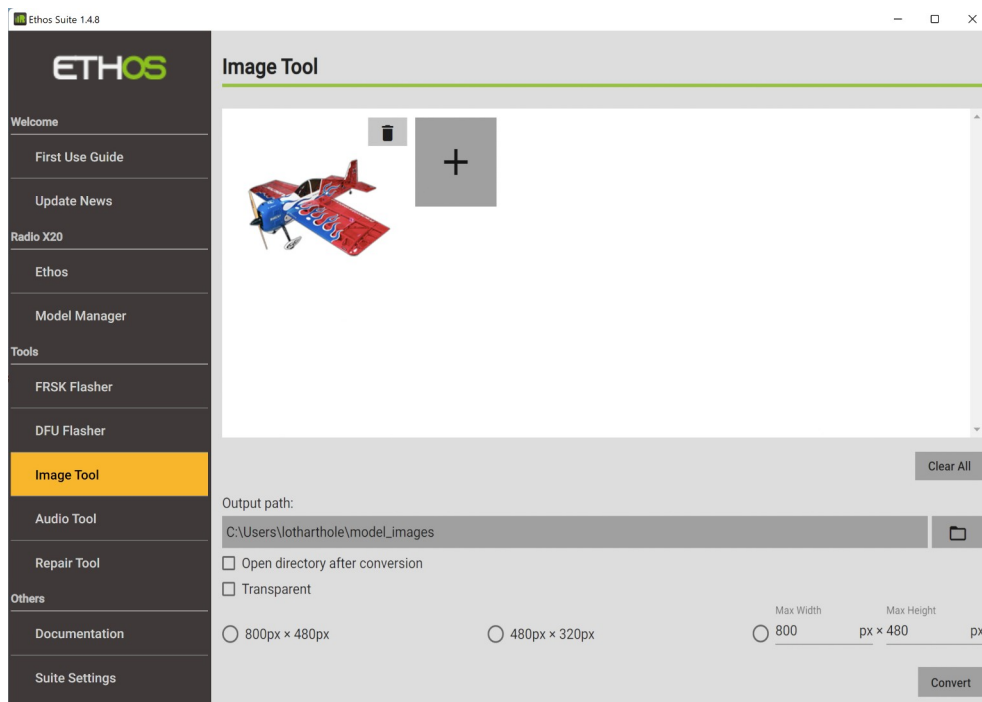 Ethos Suite 1.4.8
ETHOS
Welcome
First Use Guide
Update News
Radio X20
Ethos
Model Manager
Tools
FRSK Flasher
DFU Flasher
Image Tool
Audio Tool
Repair Tool
Others
Documentation
Suite Settings
Image Tool
Clear All
Output path:
C:\Users\lotharthole\model_images
Open directory after conversion
Transparent
Max Width Max Height
800px × 480px 480px × 320px 800 px × 480 px
Convert